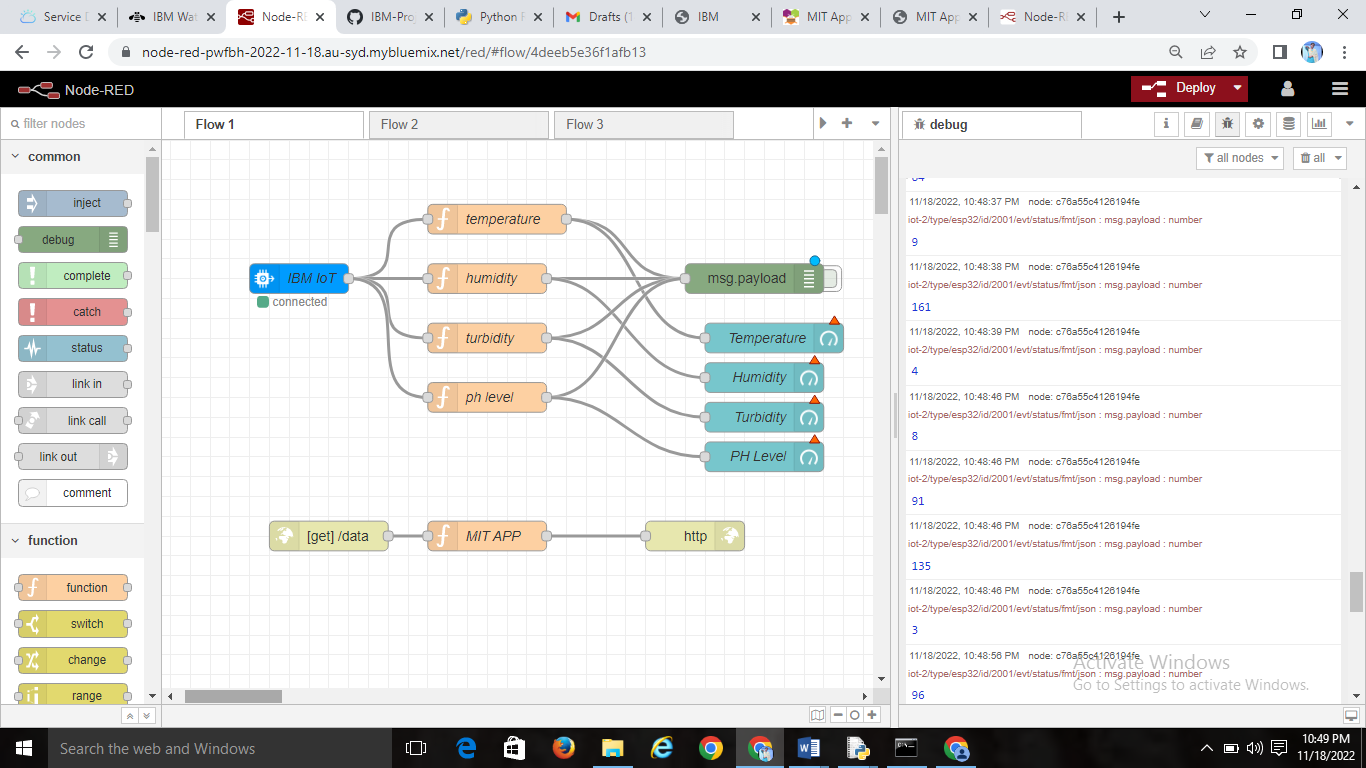 Service D
IBM Wat
Node-RE
IBM-Proj
Python F
Drafts (1
IBM
MIT App
MIT App
Node-RE
node-red-pwfbh-2022-11-18.au-syd.mybluemix.net/red/#flow/4deeb5e36f1afb13
Node-RED
Deploy
filter nodes
Flow 1
Flow 2
Flow 3
debug
common
inject
debug
complete
catch
status
link in
link call
link out
comment
function
function
switch
change
range
IBM IoT
connected
temperature
humidity
turbidity
ph level
msg.payload
Temperature
Humidity
Turbidity
PH Level
[get] /data
MIT APP
http
all nodes
all
11/18/2022, 10:48:37 PM node: c76a55c4126194fe
iot-2/type/esp32/id/2001/evt/status/fmt/json : msg.payload : number
9
11/18/2022, 10:48:38 PM node: c76a55c4126194fe
iot-2/type/esp32/id/2001/evt/status/fmt/json : msg.payload : number
161
11/18/2022, 10:48:39 PM node: c76a55c4126194fe
iot-2/type/esp32/id/2001/evt/status/fmt/json : msg.payload : number
4
11/18/2022, 10:48:46 PM node: c76a55c4126194fe
iot-2/type/esp32/id/2001/evt/status/fmt/json : msg.payload : number
8
11/18/2022, 10:48:46 PM node: c76a55c4126194fe
iot-2/type/esp32/id/2001/evt/status/fmt/json : msg.payload : number
91
11/18/2022, 10:48:46 PM node: c76a55c4126194fe
iot-2/type/esp32/id/2001/evt/status/fmt/json : msg.payload : number
135
11/18/2022, 10:48:46 PM node: c76a55c4126194fe
iot-2/type/esp32/id/2001/evt/status/fmt/json : msg.payload : number
3
11/18/2022, 10:48:56 PM node: c76a55c4126194fe
iot-2/type/esp32/id/2001/evt/status/fmt/json : msg.payload : number
96
Activate Windows
Go to Settings to activate Windows.
Search the web and Windows
10:49 PM
11/18/2022